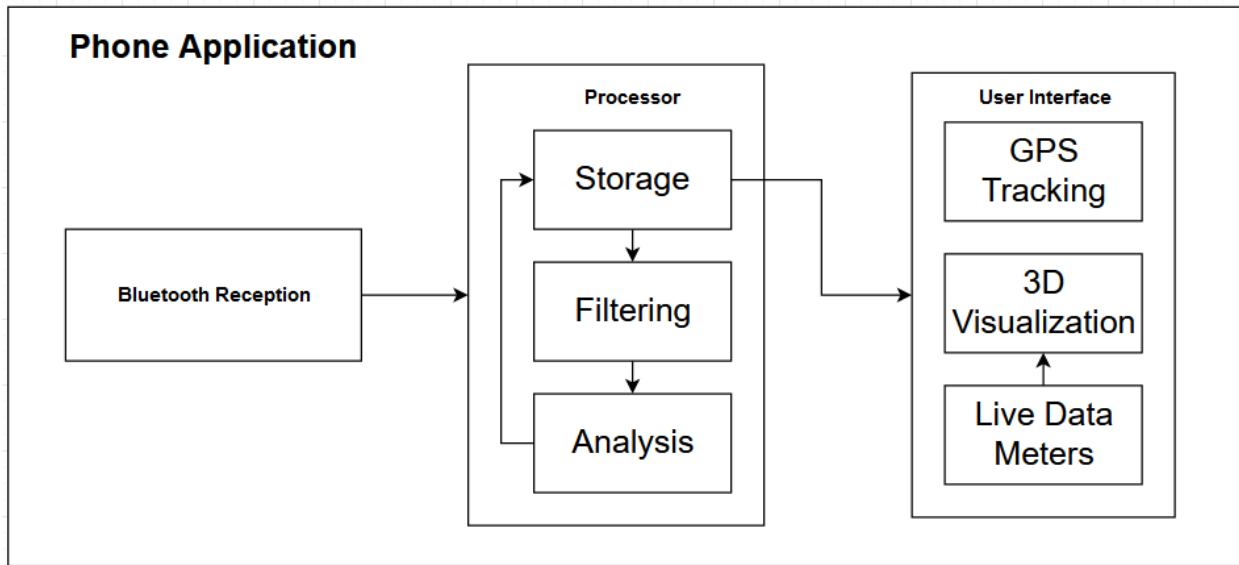 Phone Application
Processor
User Interface
Storage
GPS
Tracking
Bluetooth Reception
Filtering
3D
Visualization
Analysis
Live Data
Meters